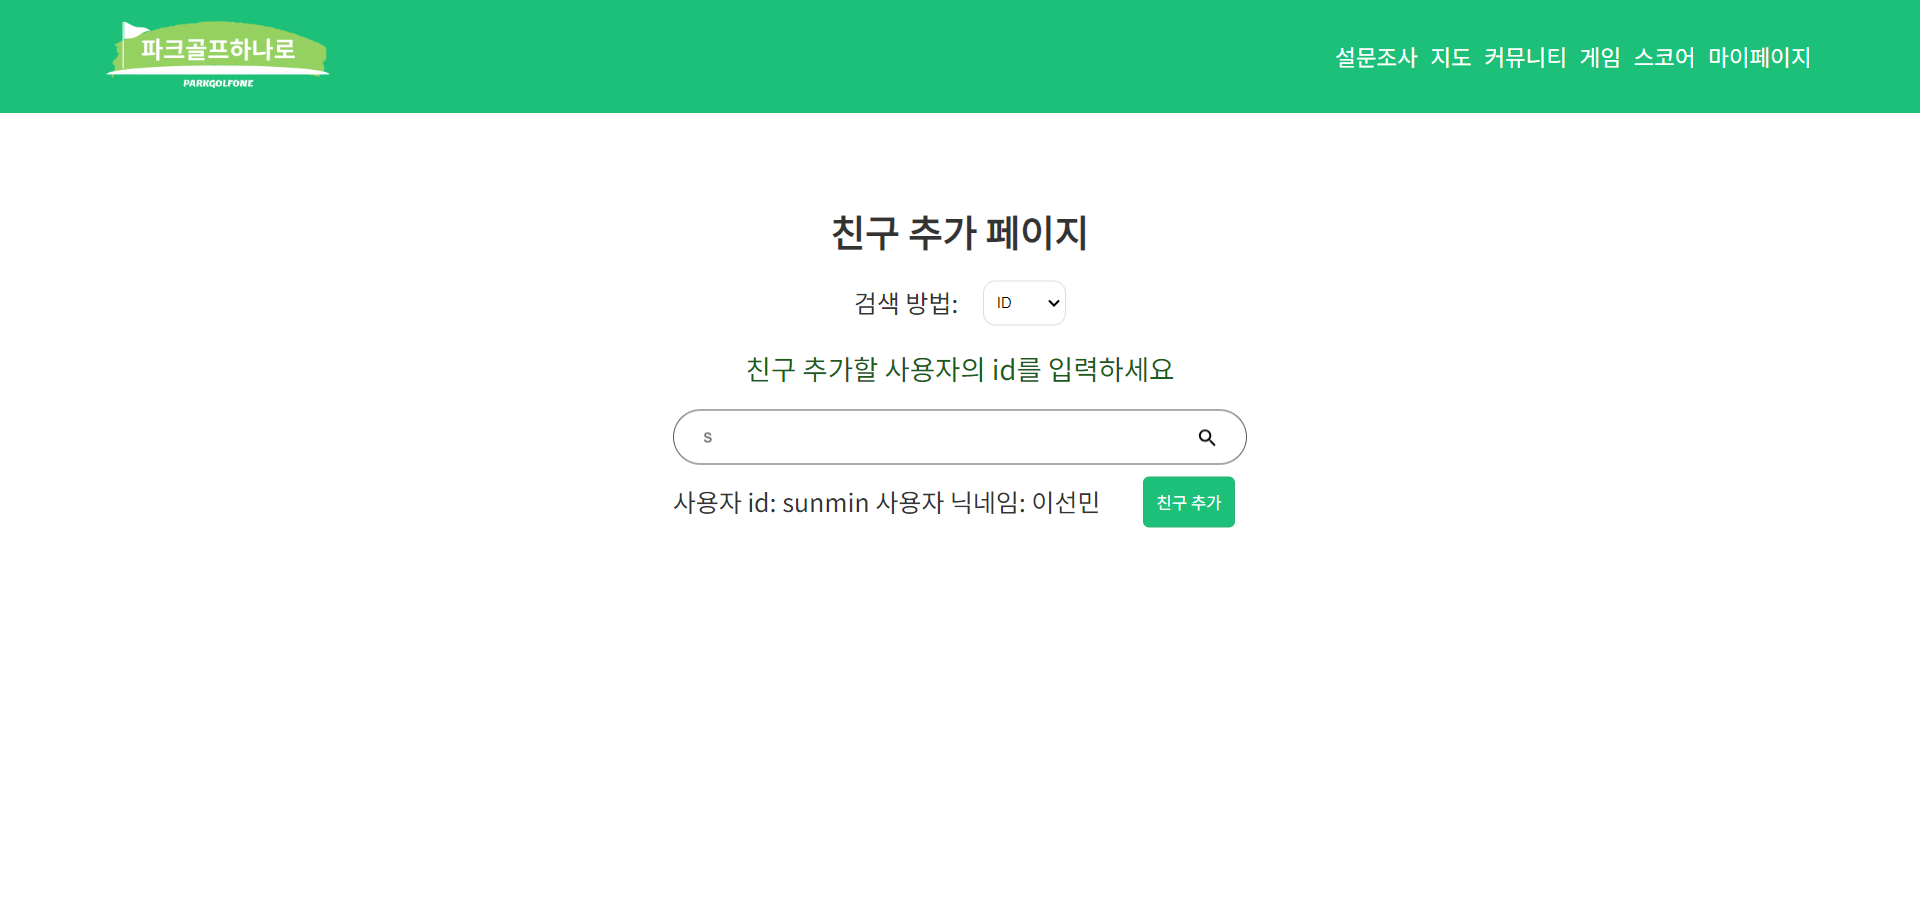 파크골프하나로
PARKGOLFONE
설문조사 지도 커뮤니티 게임 스코어 마이페이지
친구 추가 페이지
검색 방법: ID
친구 추가할 사용자의 id를 입력하세요
s
사용자 id: sunmin 사용자 닉네임: 이선민 친구 추가